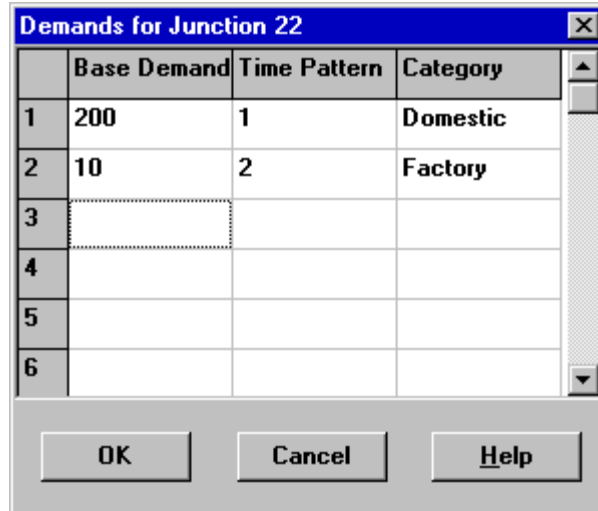 Demands for Junction 22
Base Demand Time Pattern Category
1 200 1 Domestic
2 10 2 Factory
3
4
5
6
OK Cancel Help